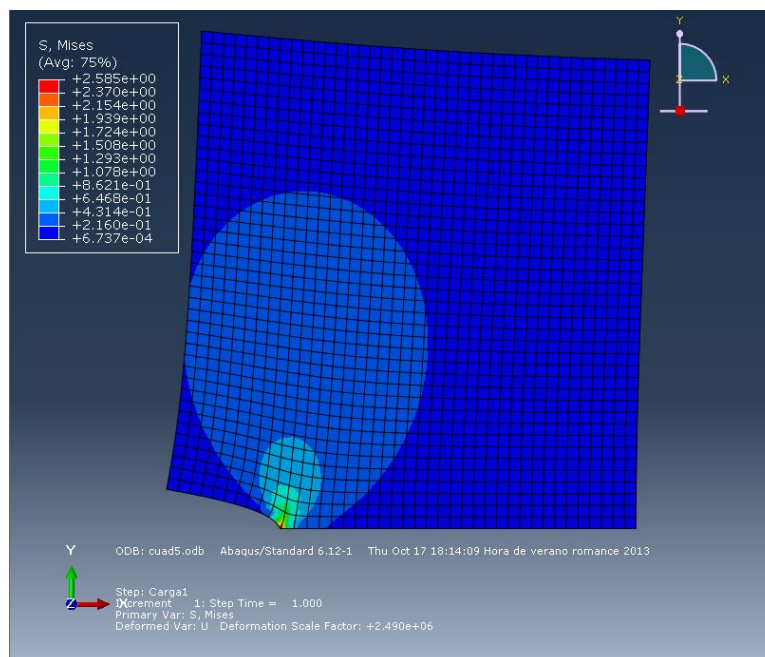 S, Mises
(Avg: 75%)
+2.585e+00
+2.370e+00
+2.154e+00
+1.939e+00
+1.724e+00
+1.508e+00
+1.293e+00
+1.078e+00
+8.621e-01
+6.468e-01
+4.314e-01
+2.160e-01
+6.737e-04
Y
Z
X
Y
Z
X
ODB: cuad5.odb Abaqus/Standard 6.12-1 Thu Oct 17 18:14:09 Hora de verano romance 2013
Step: Carga1
Increment 1: Step Time = 1.000
Primary Var: S, Mises
Deformed Var: U Deformation Scale Factor: +2.490e+06